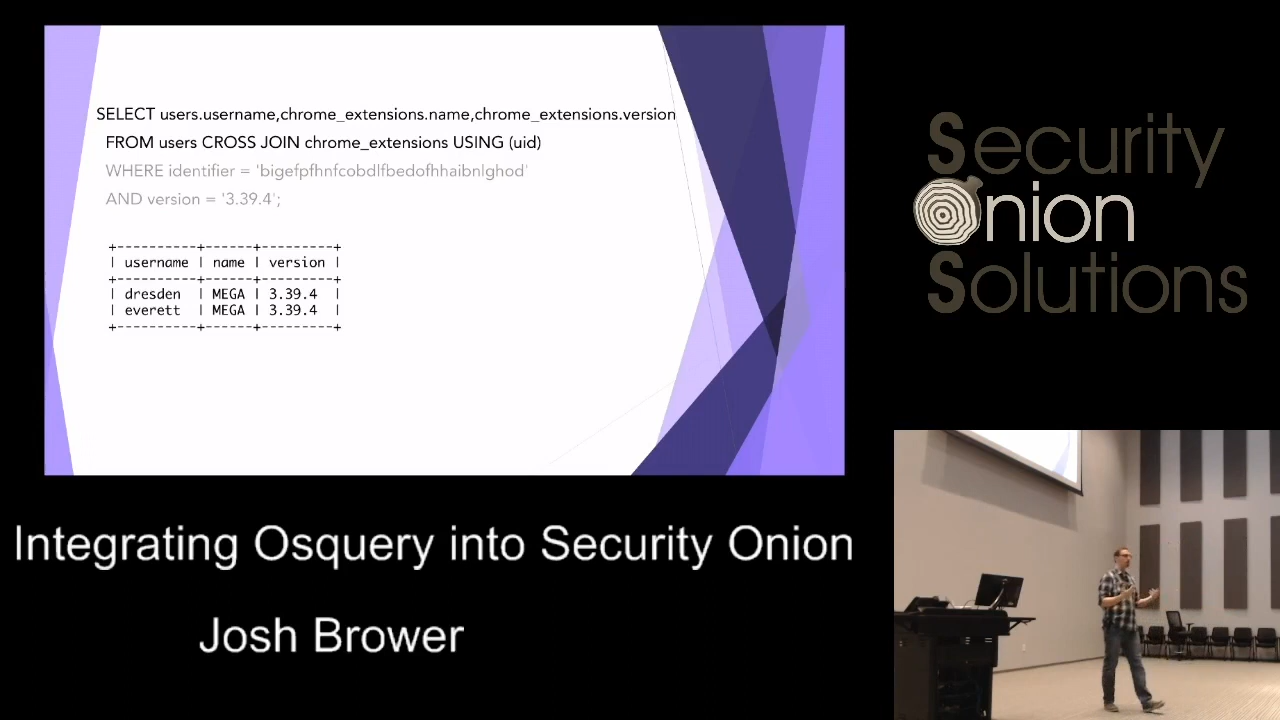 SELECT users.username,chrome_extensions.name,chrome_extensions.version
FROM users CROSS JOIN chrome_extensions USING (uid)
WHERE identifier = 'bigefpfhnfcobdlfbedofhhaibnlghod'
AND version = '3.39.4';
+----------+------+---------+
| username | name | version |
+----------+------+---------+
| dresden | MEGA | 3.39.4 |
| everett | MEGA | 3.39.4 |
+----------+------+---------+
Security
Onion
Solutions
Integrating Osquery into Security Onion
Josh Brower